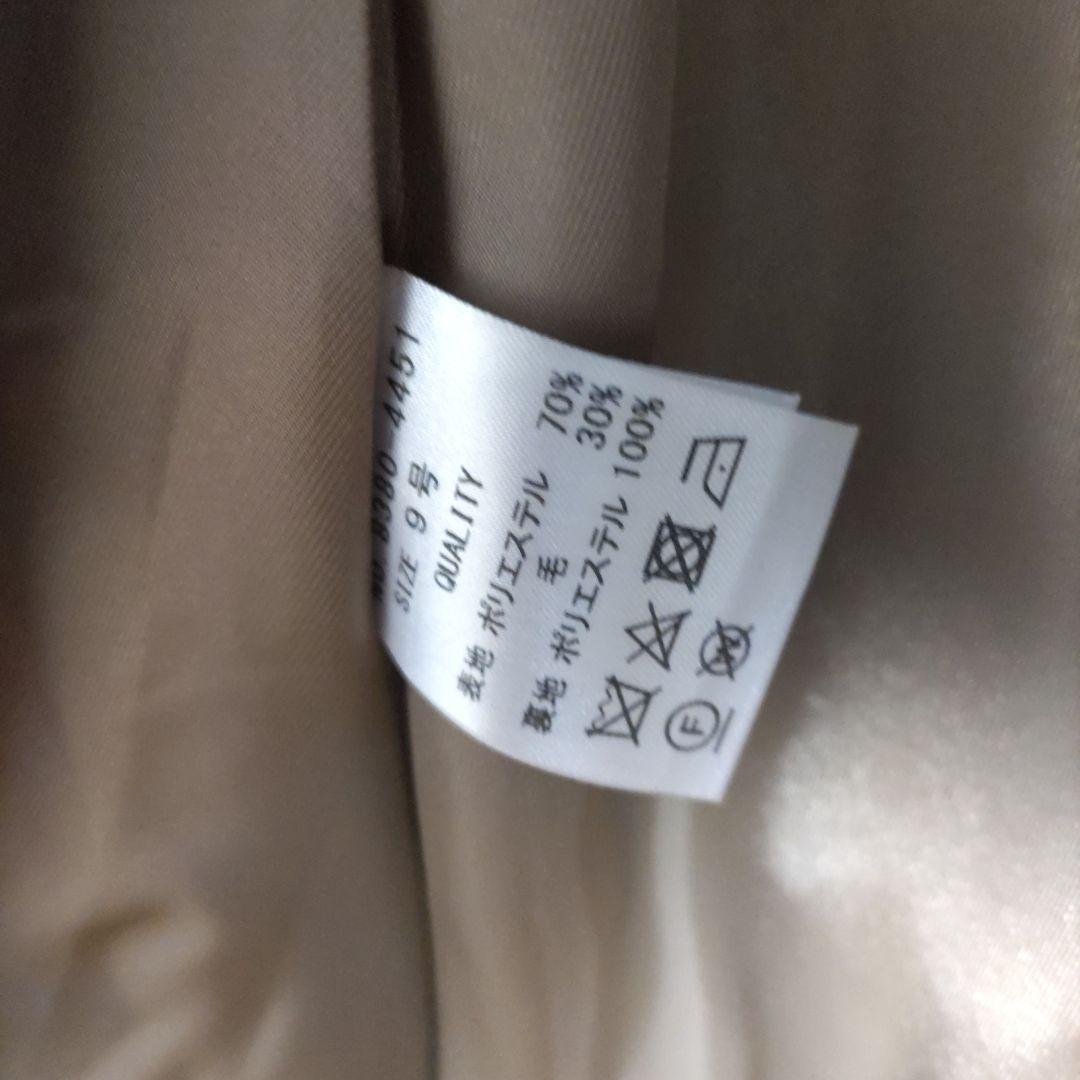 4451
SIZE 9号
QUALITY
表地 ポリエステル 70%
毛 30%
裏地 ポリエステル 100%
F
W